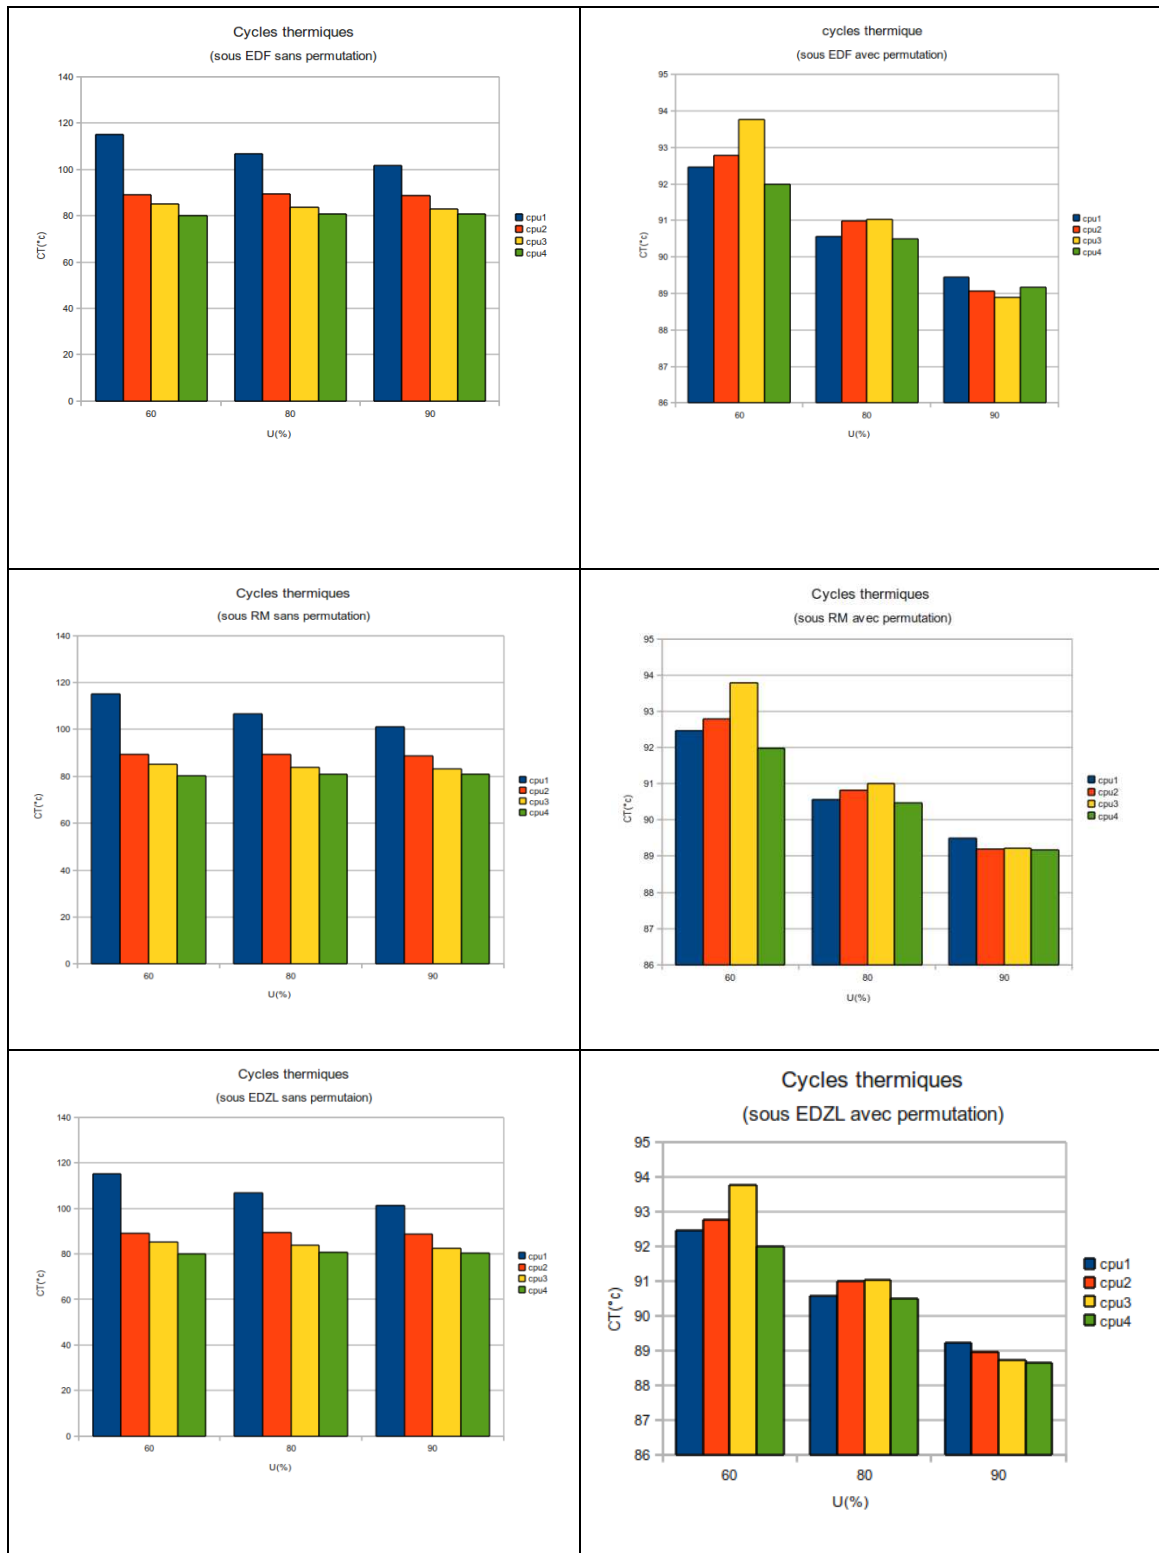 Cycles thermiques
(sous EDF sans permutation)
140
120
100
80
60
40
20
0
CT(°c)
60 80 90
U(%)
cpu1
cpu2
cpu3
cpu4
cycles thermique
(sous EDF avec permutation)
95
94
93
92
91
90
89
88
87
86
CT(°c)
60 80 90
U(%)
cpu1
cpu2
cpu3
cpu4
Cycles thermiques
(sous RM sans permutation)
140
120
100
80
60
40
20
0
CT(°c)
60 80 90
U(%)
cpu1
cpu2
cpu3
cpu4
Cycles thermiques
(sous RM avec permutation)
95
94
93
92
91
90
89
88
87
86
CT(°c)
60 80 90
U(%)
cpu1
cpu2
cpu3
cpu4
Cycles thermiques
(sous EDZL sans permutaion)
140
120
100
80
60
40
20
0
CT(°c)
60 80 90
U(%)
cpu1
cpu2
cpu3
cpu4
Cycles thermiques
(sous EDZL avec permutation)
95
94
93
92
91
90
89
88
87
86
CT(°c)
60 80 90
U(%)
cpu1
cpu2
cpu3
cpu4